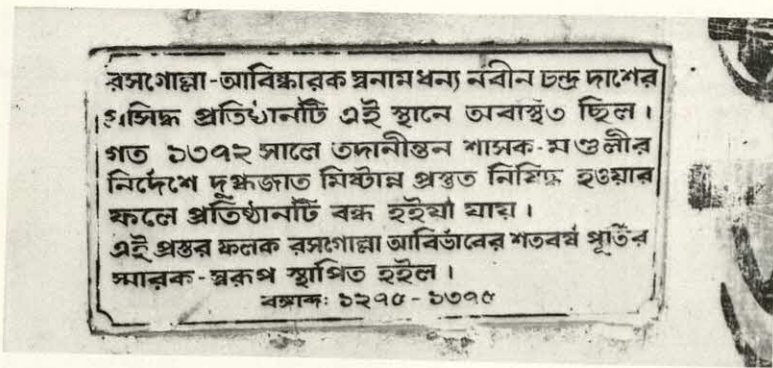 রসগোল্লা-আবিষ্কারক স্বনামধন্য নবীন চন্দ্র দাশের
প্রসিদ্ধ প্রতিষ্ঠানটি এই স্থানে অবস্থিত ছিল।
গত ১৩৭২ সালে তদানীন্তন শাসক-মণ্ডলীর
নির্দেশে দুগ্ধজাত মিষ্টান্ন প্রস্তুত নিষিদ্ধ হওয়ার
ফলে প্রতিষ্ঠানটি বন্ধ হইয়া যায়।
এই প্রস্তর ফলক রসগোল্লা আবির্ভাবের শতবর্ষ পূর্তির
স্মারক-স্বরূপ স্থাপিত হইল।
বঙ্গাব্দ: ১২৭৫ - ১৩৭৫